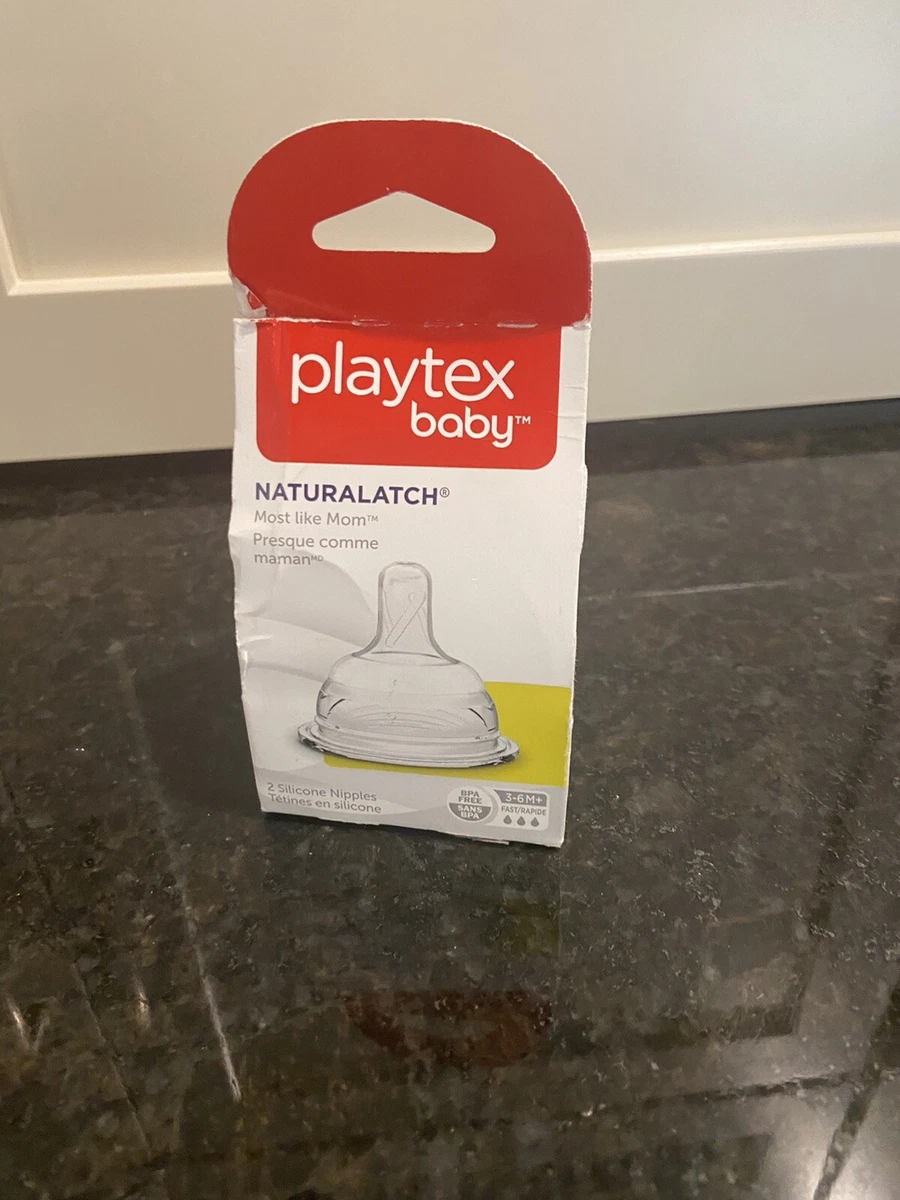 playtex
baby™
NATURALATCH®
Most like Mom™
Presque comme
maman MD
2 Silicone Nipples
Tétines en silicone
BPA
FREE
SANS
BPA
3-6M+
FAST/RAPIDE